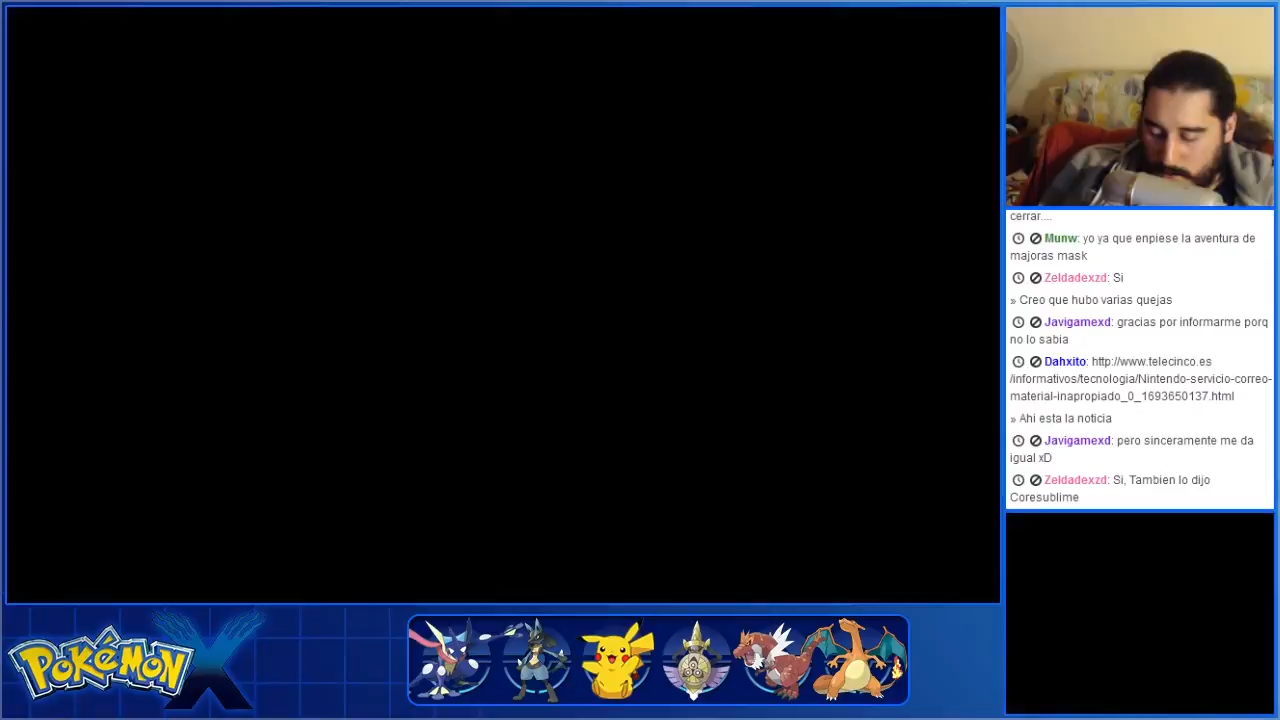 cerrar....
Munw: yo ya que enpiese la aventura de
majoras mask
Zeldadexzd: Si
» Creo que hubo varias quejas
Javigamexd: gracias por informarme porq
no lo sabia
Dahxito: http://www.telecinco.es
/informativos/tecnologia/Nintendo-servicio-correo-
material-inapropiado_0_1693650137.html
» Ahi esta la noticia
Javigamexd: pero sinceramente me da
igual xD
Zeldadexzd: Si, Tambien lo dijo
Coresublime
POKéMON X